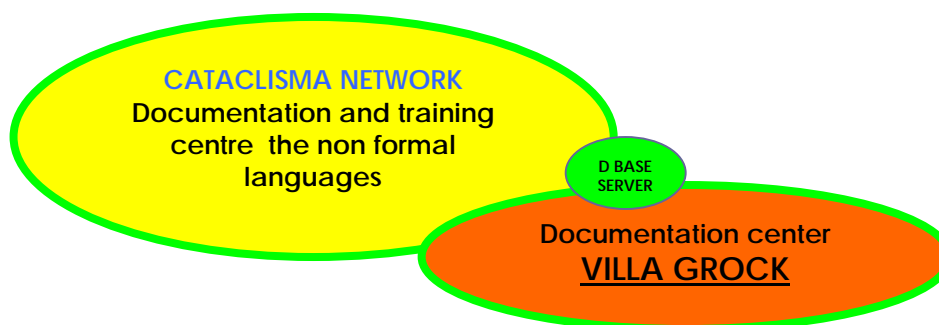 CATACLISMA NETWORK
Documentation and training
centre the non formal
languages
D BASE
SERVER
Documentation center
VILLA GROCK